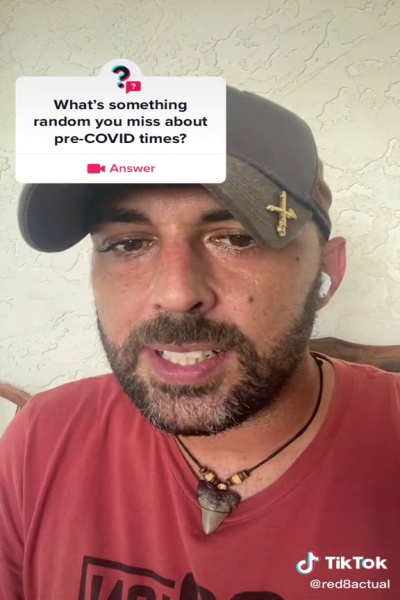 ?
?
What's something
random you miss about
pre-COVID times?
Answer
TikTok
@red8actual